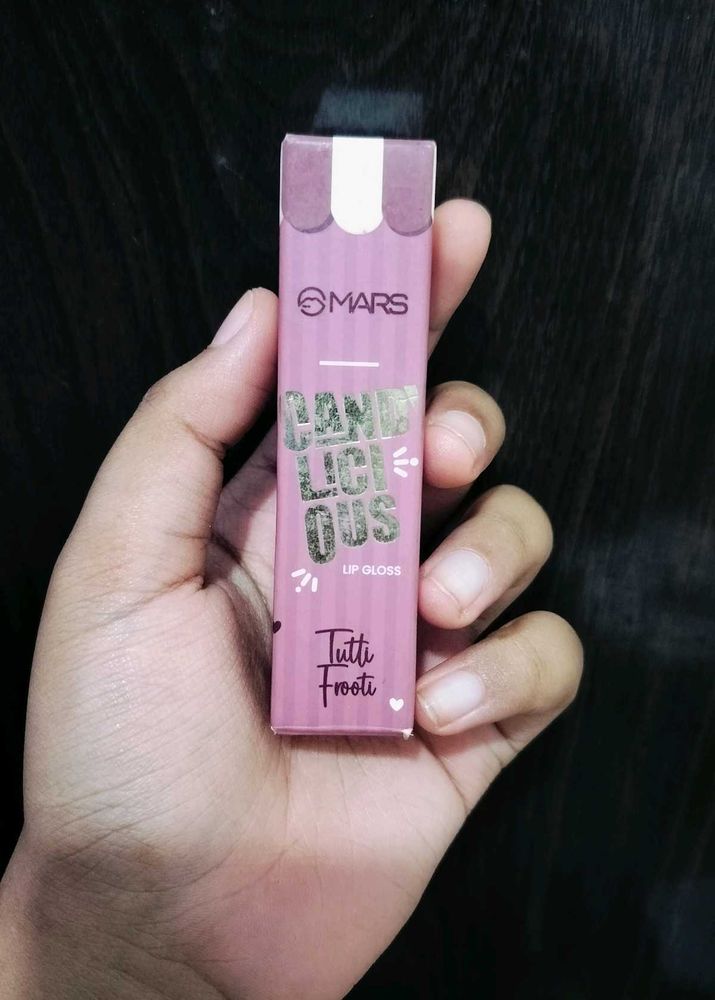 MARS
CANDY
LICI
OUS
LIP GLOSS
Tutti
Frooti